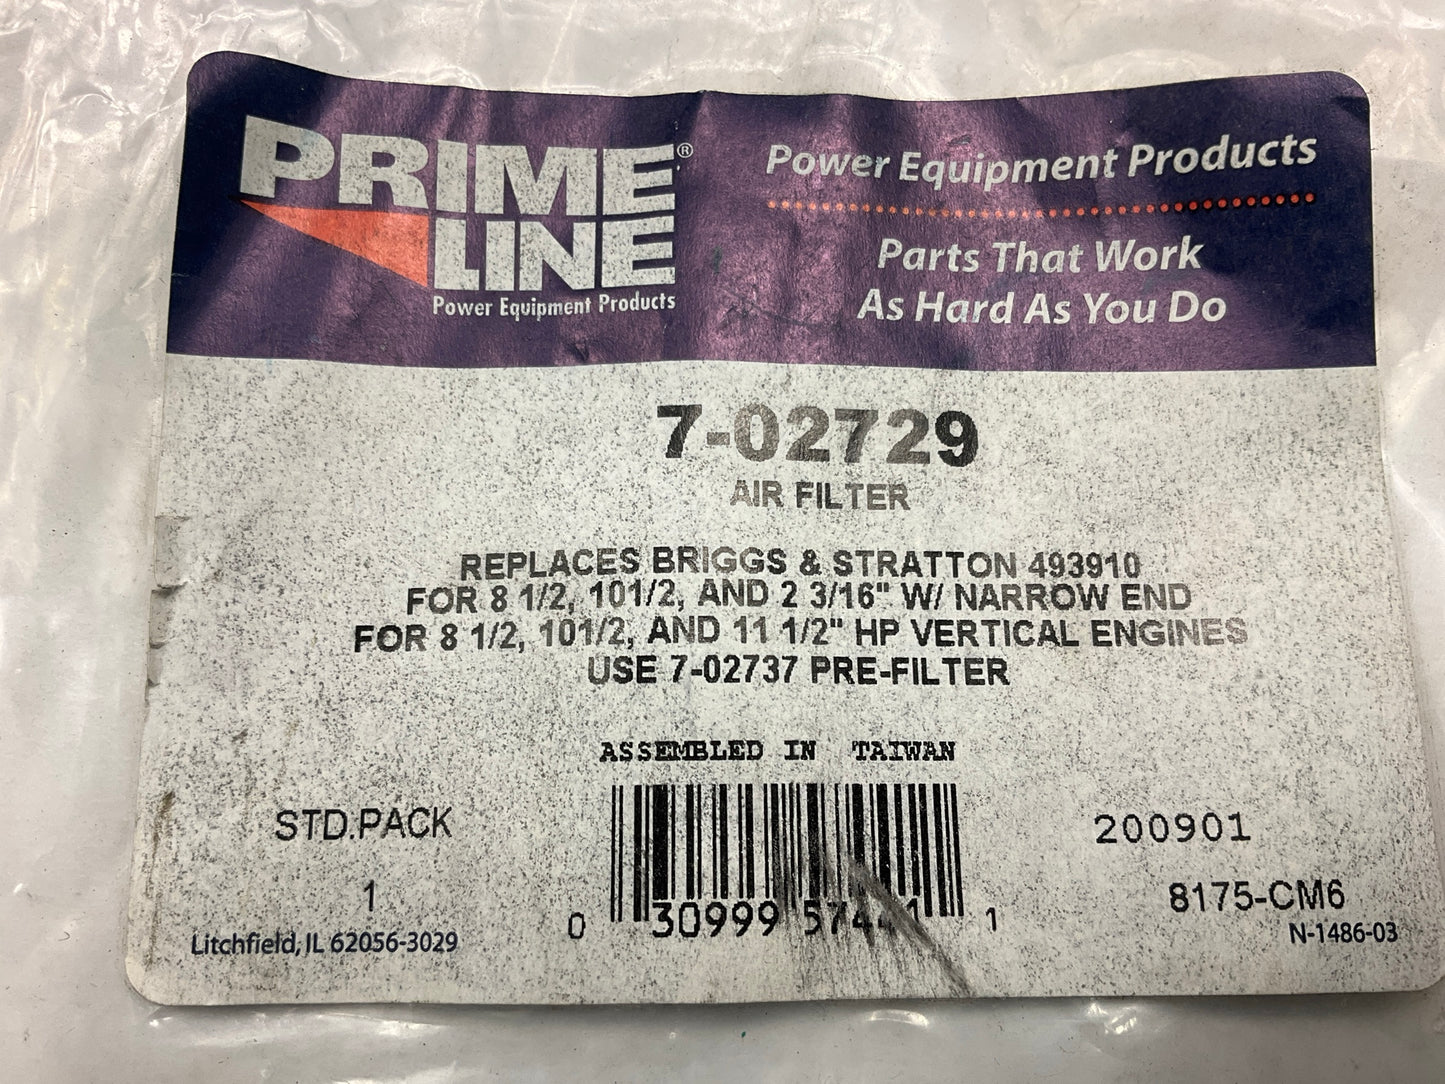 PRIME®
LINE
Power Equipment Products
Power Equipment Products
Parts That Work
As Hard As You Do
7-02729
AIR FILTER
REPLACES BRIGGS & STRATTON 493910
FOR 8 1/2, 101/2, AND 2 3/16" W/ NARROW END
FOR 8 1/2, 101/2, AND 11 1/2" HP VERTICAL ENGINES
USE 7-02737 PRE-FILTER
ASSEMBLED IN TAIWAN
STD.PACK
1
Litchfield, IL 62056-3029
0 30999 57441 1
200901
8175-CM6
N-1486-03